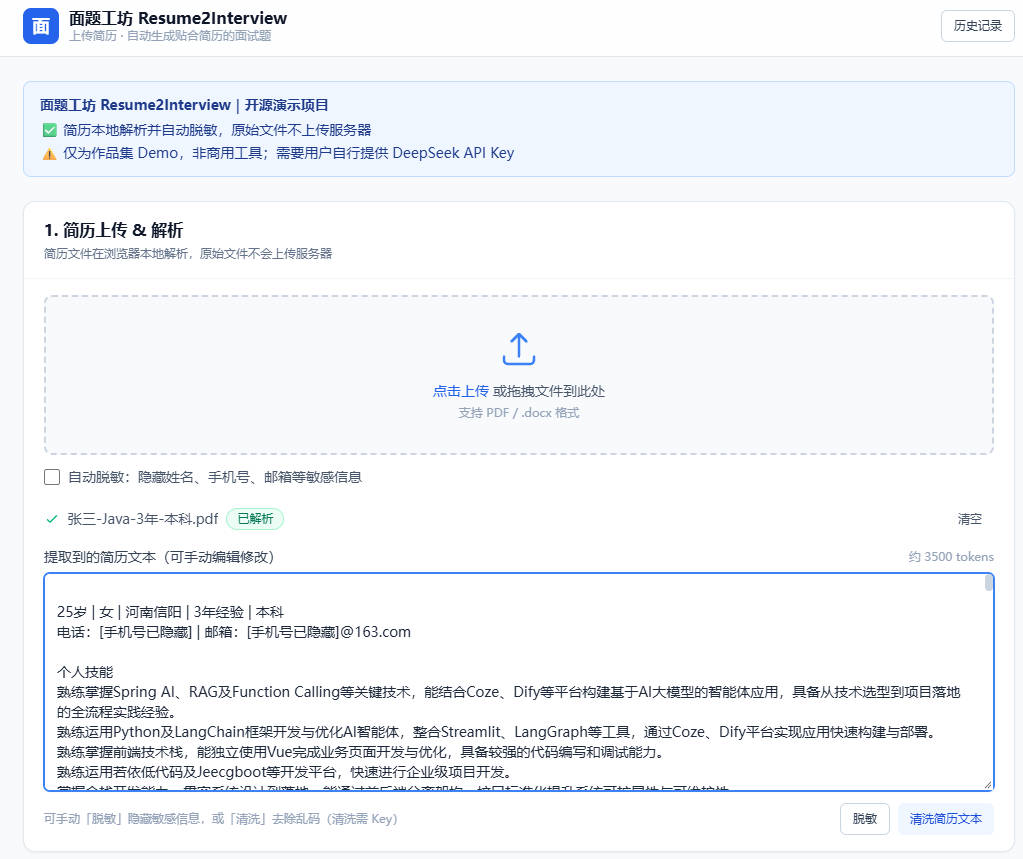 面
面题工坊 Resume2Interview
上传简历 · 自动生成贴合简历的面试题
历史记录
面题工坊 Resume2Interview | 开源演示项目
✅ 简历本地解析并自动脱敏，原始文件不上传服务器
⚠️ 仅为作品集 Demo，非商用工具；需要用户自行提供 DeepSeek API Key
1. 简历上传 & 解析
简历文件在浏览器本地解析，原始文件不会上传服务器
点击上传 或拖拽文件到此处
支持 PDF / .docx 格式
自动脱敏：隐藏姓名、手机号、邮箱等敏感信息
张三-Java-3年-本科.pdf 已解析 清空
提取到的简历文本（可手动编辑修改） 约 3500 tokens
25岁 | 女 | 河南信阳 | 3年经验 | 本科
电话：[手机号已隐藏] | 邮箱：[手机号已隐藏]@163.com
个人技能
熟练掌握Spring AI、RAG及Function Calling等关键技术，能结合Coze、Dify等平台构建基于AI大模型的智能体应用，具备从技术选型到项目落地
的全流程实践经验。
熟练运用Python及LangChain框架开发与优化AI智能体，整合Streamlit、LangGraph等工具，通过Coze、Dify平台实现应用快速构建与部署。
熟练掌握前端技术栈，能独立使用Vue完成业务页面开发与优化，具备较强的代码编写和调试能力。
熟练运用若依低代码及Jeecgboot等开发平台，快速进行企业级项目开发。
可手动「脱敏」隐藏敏感信息，或「清洗」去除乱码（清洗需 Key）
脱敏
清洗简历文本